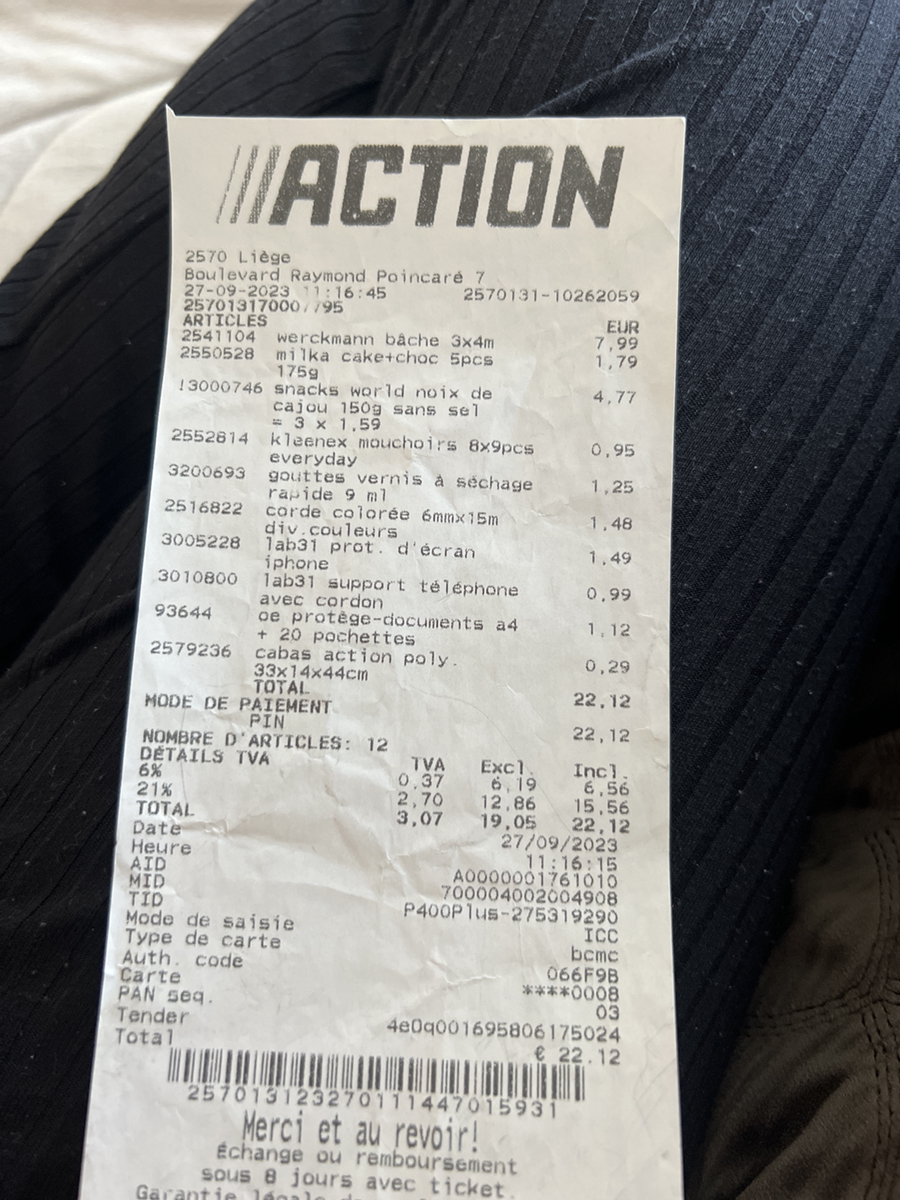 ACTION
2570 Liège
Boulevard Raymond Poincaré 7
27-09-2023 11:16:45 2570131-10262059
ARTICLES EUR
2541104 werckmann bâche 3x4m 7,99
2550528 milka cake+choc 5pcs 1,79
175g
!3000746 snacks world noix de 4,77
cajou 150g sans sel
= 3 x 1,59
2552814 kleenex mouchoirs 8x9pcs 0,95
everyday
3200693 gouttes vernis à séchage 1,25
rapide 9 ml
2516822 corde colorée 6mmx15m 1,48
div.couleurs
3005228 lab31 prot. d'écran 1,49
iphone
3010800 lab31 support téléphone 0,99
avec cordon
93644 oe protège-documents a4 1,12
+ 20 pochettes
2579236 cabas action poly. 0,29
33x14x44cm
TOTAL 22,12
MODE DE PAIEMENT
PIN 22,12
NOMBRE D'ARTICLES: 12
DÉTAILS TVA TVA Excl. Incl.
6% 0,37 6,19 6,56
21% 2,70 12,86 15,56
TOTAL 3,07 19,05 22,12
Date 27/09/2023
Heure 11:16:15
AID A0000001761010
MID 700004002004908
TID P400Plus-275319290
Mode de saisie ICC
Type de carte bcmc
Auth. code 066F9B
Carte ****0008
PAN seq. 03
Tender 4e0q001695806175024
Total € 22.12
257013123270111447015931
Merci et au revoir!
Échange ou remboursement
sous 8 jours avec ticket.
Garantie légale